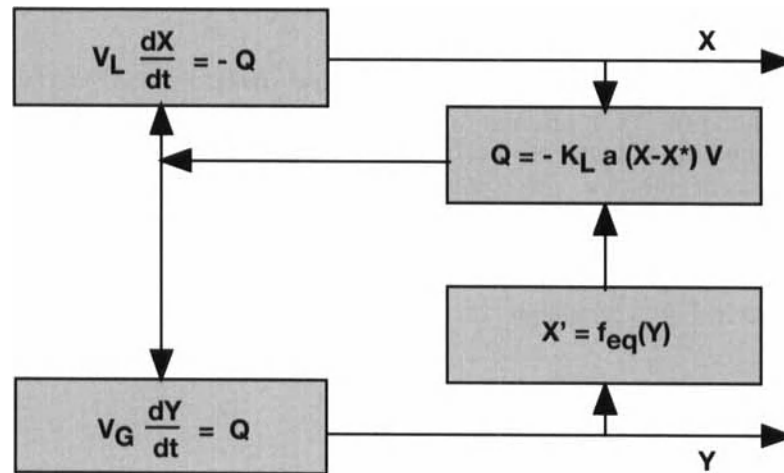 V_L dX/dt = - Q
X
Q = - K_L a (X-X*) V
X' = f_eq(Y)
V_G dY/dt = Q
Y